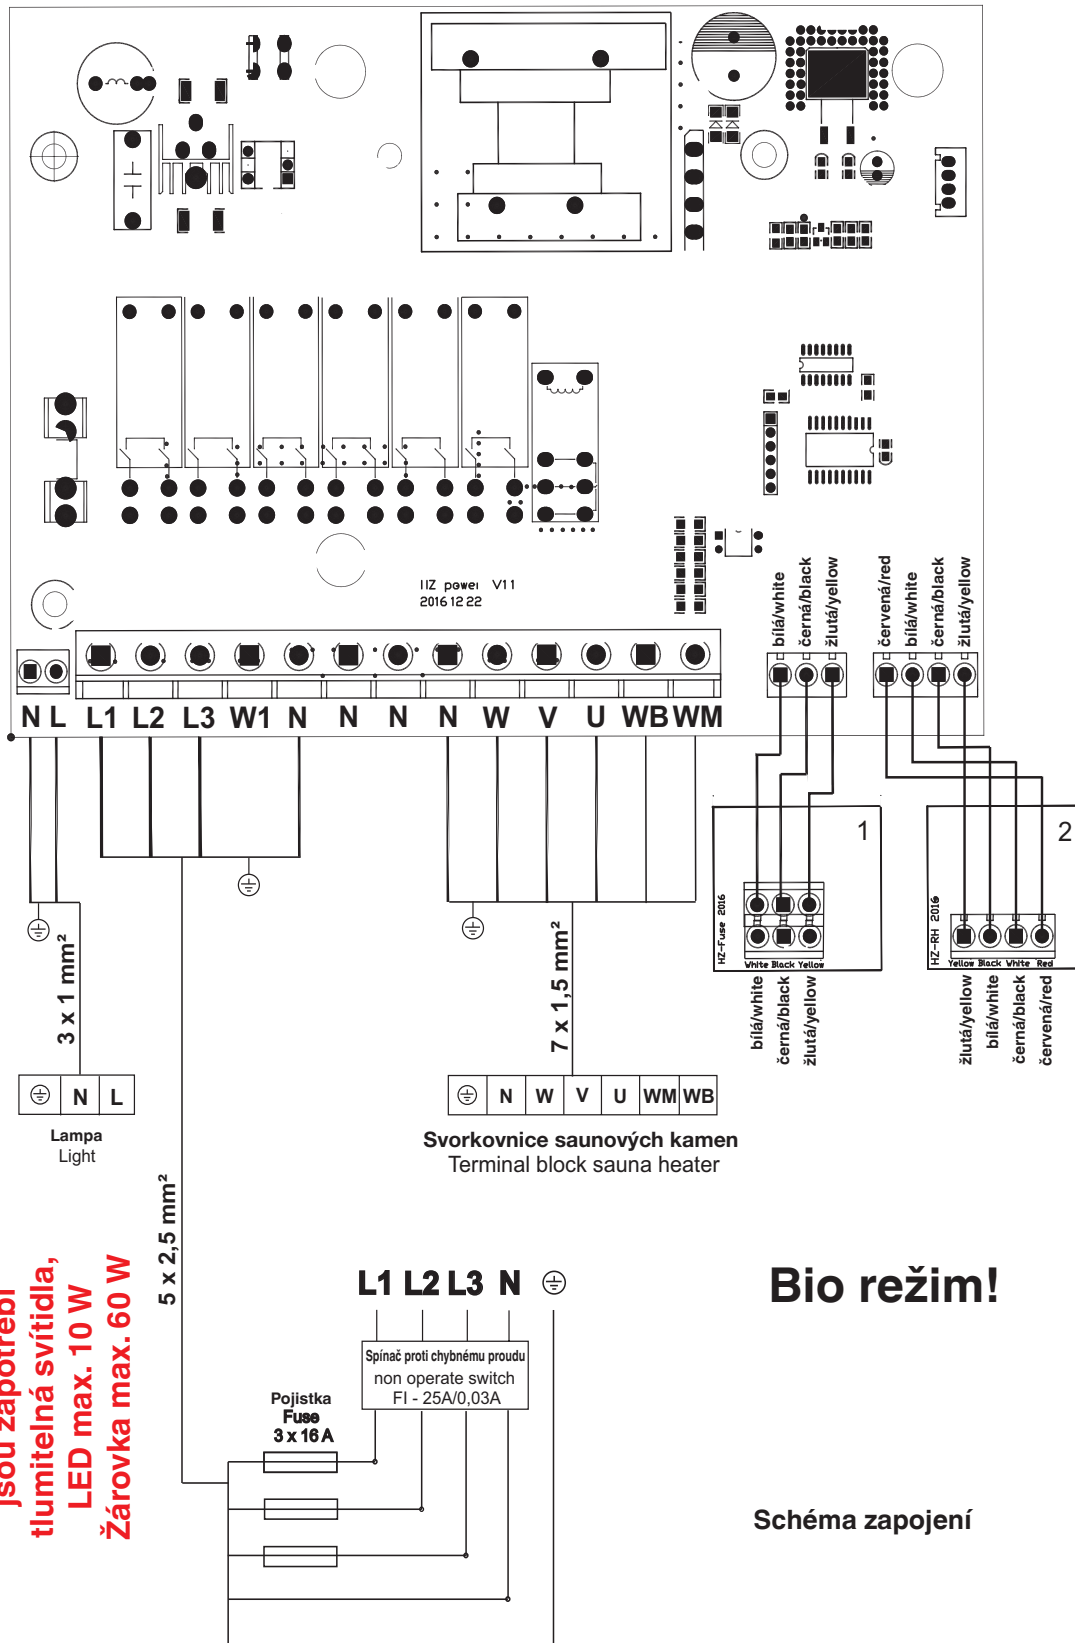 HZ power V1.1
2016 12 22
bílá/white
černá/black
žlutá/yellow
červená/red
bílá/white
černá/black
žlutá/yellow
N L L1 L2 L3 W1 N N N N W V U WB WM
1
HZ-Fuse 2016
White Black Yellow
bílá/white
černá/black
žlutá/yellow
2
HZ-RH 2016
Yellow Black White Red
žlutá/yellow
bílá/white
černá/black
červená/red
3 x 1 mm²
N L
Lampa
Light
7 x 1,5 mm²
N W V U WM WB
Svorkovnice saunových kamen
Terminal block sauna heater
5 x 2,5 mm²
jsou zapotřebí
tlumitelná svítidla,
LED max. 10 W
Žárovka max. 60 W
L1 L2 L3 N
Spínač proti chybnému proudu
non operate switch
FI - 25A/0,03A
Pojistka
Fuse
3 x 16 A
Bio režim!
Schéma zapojení